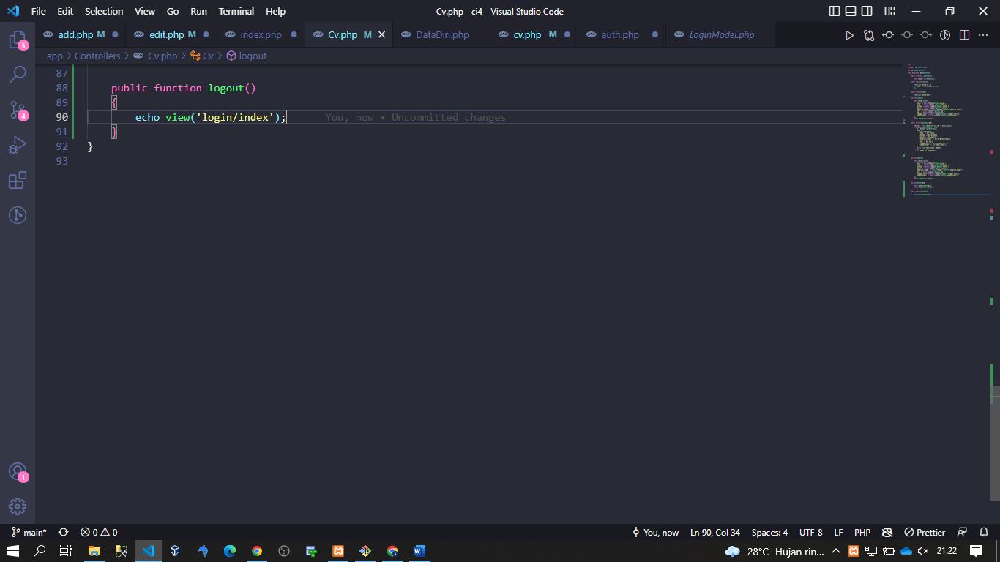 File Edit Selection View Go Run Terminal Help Cv.php - ci4 - Visual Studio Code
add.php M edit.php M index.php Cv.php M DataDiri.php cv.php M auth.php LoginModel.php
5
app > Controllers > Cv.php > Cv > logout
87
88 public function logout()
89 {
90 echo view('login/index'); You, now • Uncommitted changes
91 }
92 }
93
4
1
main* 0 0 You, now Ln 90, Col 34 Spaces: 4 UTF-8 LF PHP Prettier
28°C Hujan rin... 21.22